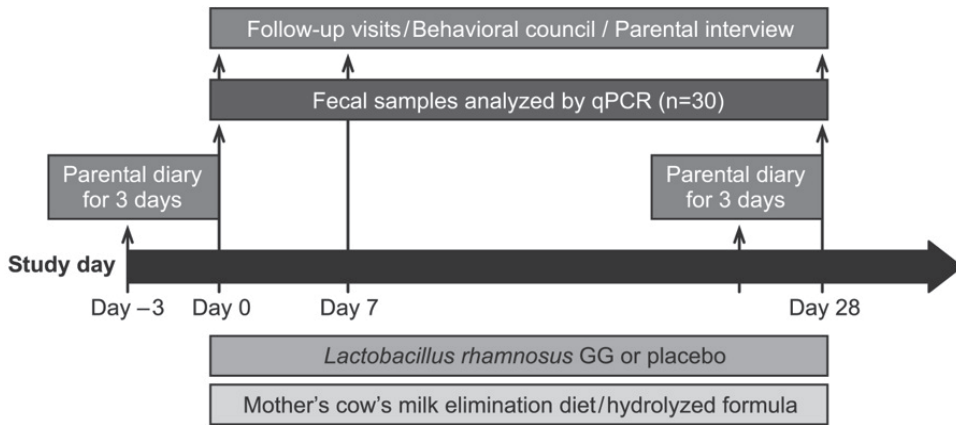 Follow-up visits/Behavioral council / Parental interview
Fecal samples analyzed by qPCR (n=30)
Parental diary
for 3 days
Parental diary
for 3 days
Study day
Day –3 Day 0 Day 7 Day 28
Lactobacillus rhamnosus GG or placebo
Mother's cow's milk elimination diet/hydrolyzed formula